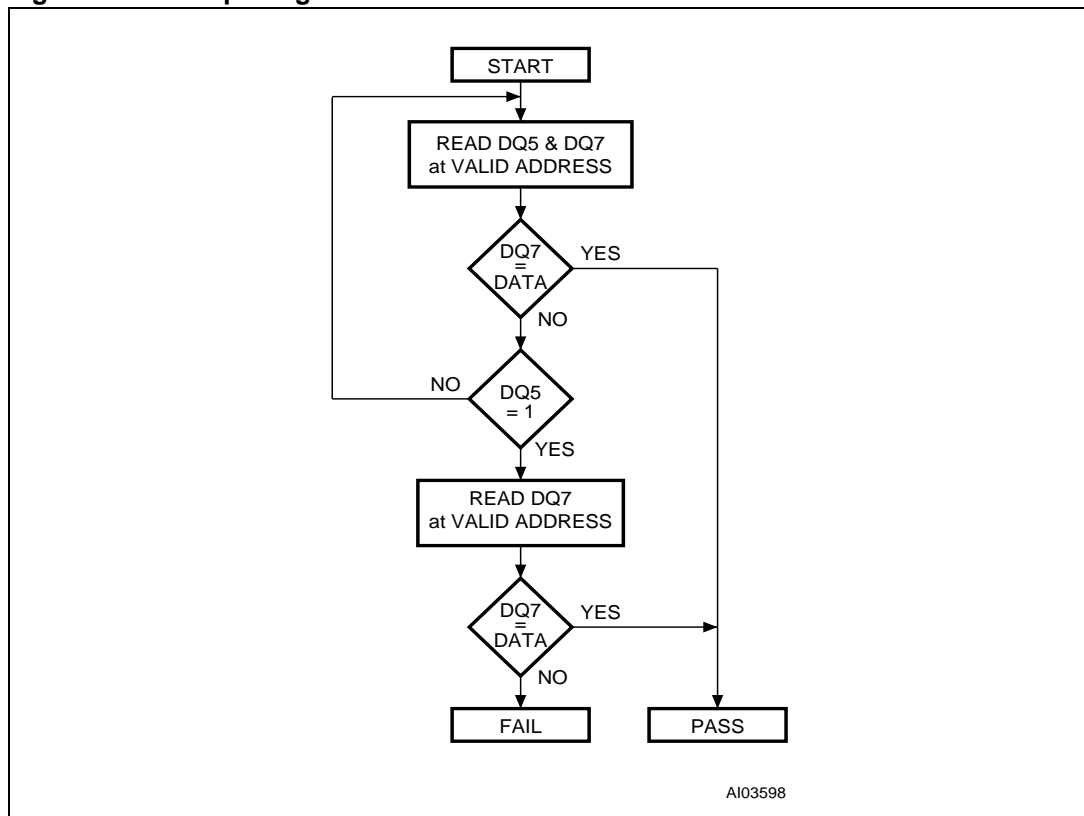 START
READ DQ5 & DQ7
at VALID ADDRESS
DQ7
=
DATA
YES
NO
NO
DQ5
= 1
YES
READ DQ7
at VALID ADDRESS
DQ7
=
DATA
YES
NO
FAIL
PASS
AI03598